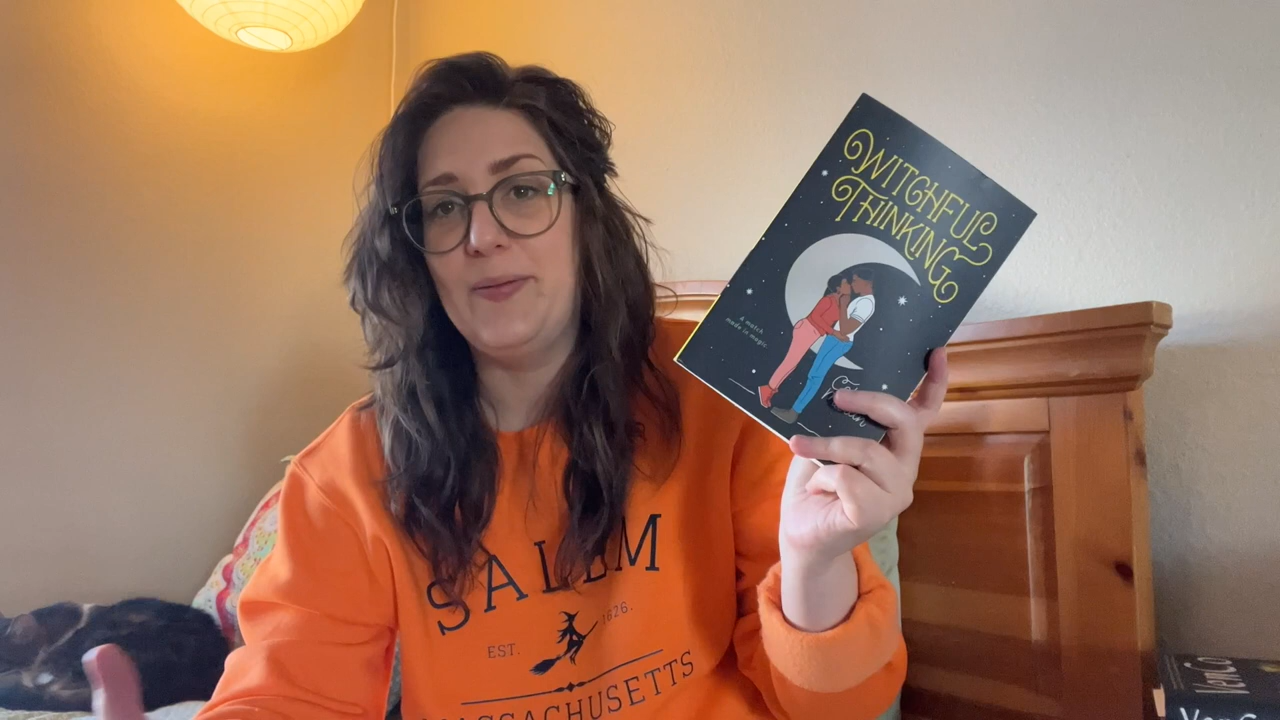 WITCHFUL
THINKING
A match
made in magic
SALEM
EST.
1626.
MASSACHUSETTS